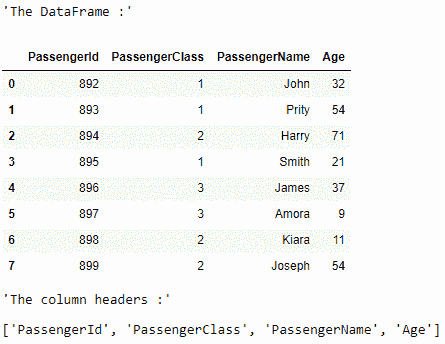 'The DataFrame :'
PassengerId PassengerClass PassengerName Age
0 892 1 John 32
1 893 1 Prity 54
2 894 2 Harry 71
3 895 1 Smith 21
4 896 3 James 37
5 897 3 Amora 9
6 898 2 Kiara 11
7 899 2 Joseph 54
'The column headers :'
['PassengerId', 'PassengerClass', 'PassengerName', 'Age']